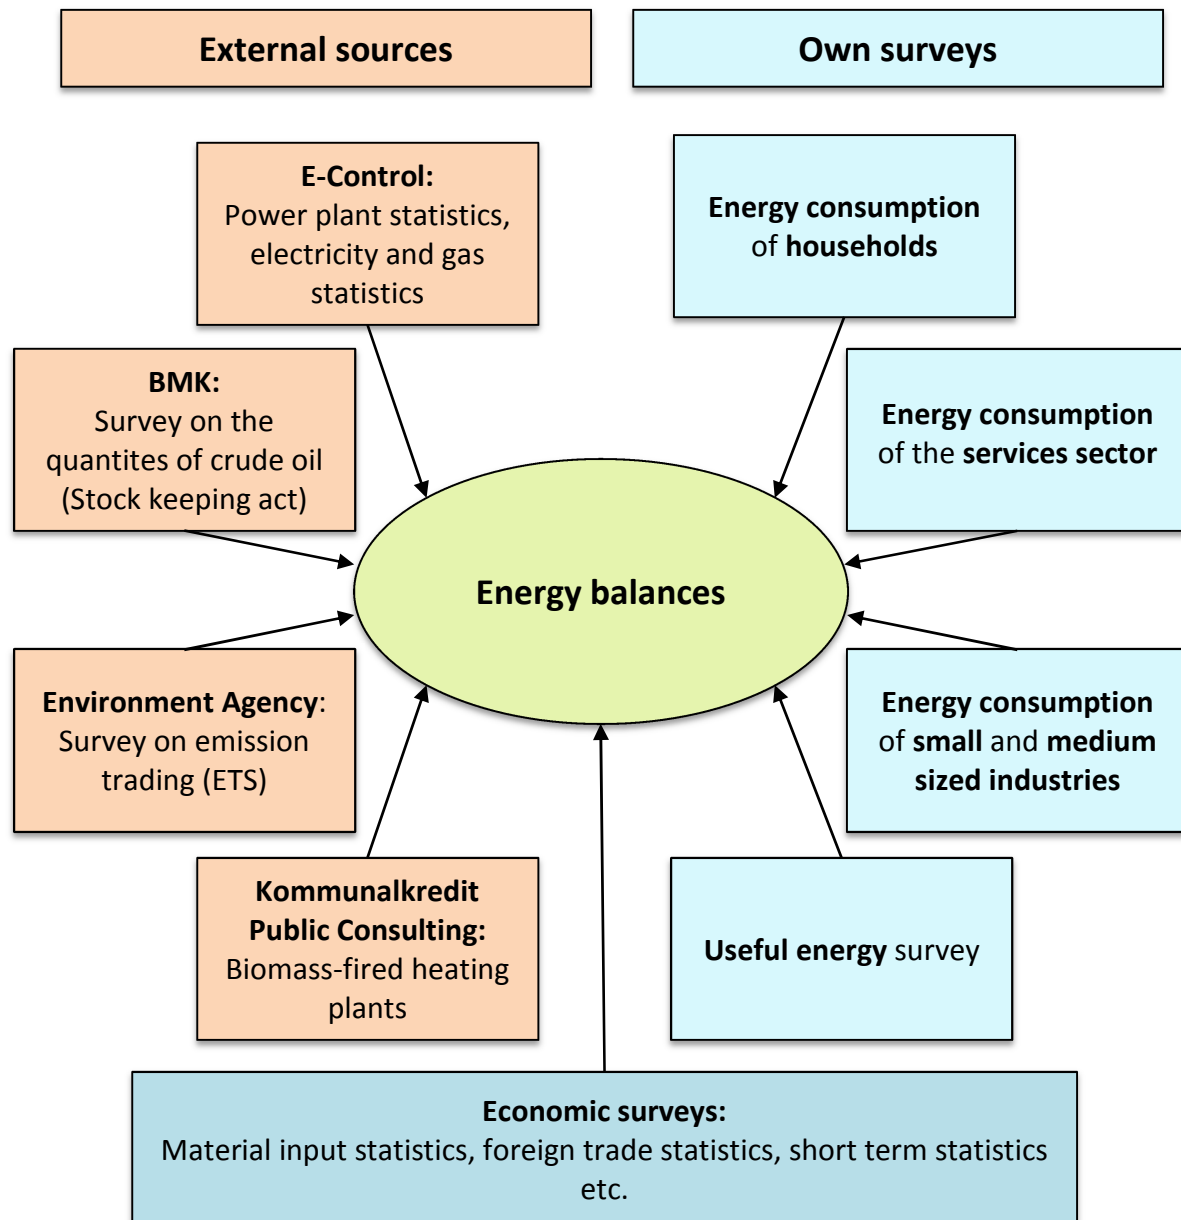 External sources
Own surveys
E-Control:
Power plant statistics,
electricity and gas
statistics
Energy consumption
of households
BMK:
Survey on the
quantites of crude oil
(Stock keeping act)
Energy consumption
of the services sector
Energy balances
Environment Agency:
Survey on emission
trading (ETS)
Energy consumption
of small and medium
sized industries
Kommunalkredit
Public Consulting:
Biomass-fired heating
plants
Useful energy survey
Economic surveys:
Material input statistics, foreign trade statistics, short term statistics
etc.